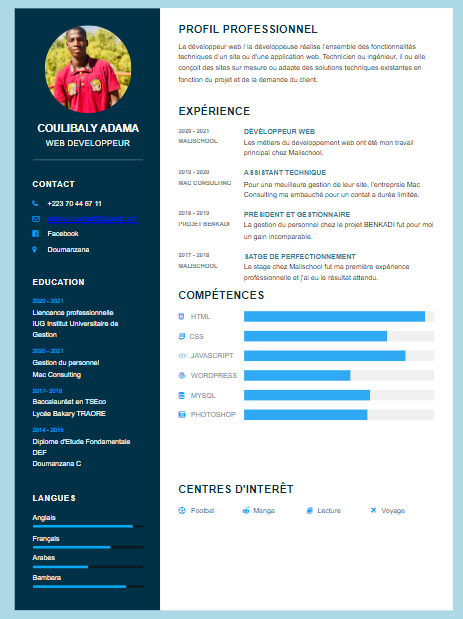 COULIBALY ADAMA
WEB DEVELOPPEUR
CONTACT
+223 70 44 67 11
Facebook
Doumanzana
EDUCATION
2020 - 2021
Liencence professionnelle
IUG Institut Universitaire de
Gestion
2020 - 2021
Gestion du personnel
Mac Consulting
2017- 2018
Baccalauréat en TSEco
Lycée Bakary TRAORE
2014 - 2015
Diplome d'Etude Fondamentale
DEF
Doumanzana C
LANGUES
Anglais
Français
Arabes
Bambara
PROFIL PROFESSIONNEL
Le développeur web / la développeuse réalise l'ensemble des fonctionnalités
techniques d'un site ou d'une application web. Technicien ou ingénieur, il ou elle
conçoit des sites sur mesure ou adapte des solutions techniques existantes en
fonction du projet et de la demande du client.
EXPÉRIENCE
2020 - 2021 DÉVELOPPEUR WEB
MALISCHOOL Les métiers du developpement web ont été mon travail
principal chez Malischool.
2019 - 2020 ASSISTANT TECHNIQUE
MAC CONSULTING Pour une meuilleure gestion de leur site, l'entreprsie Mac
Consulting ma embauché pour un contat a durée limitée.
2018 - 2019 PRÉSIDENT ET GESTIONNAIRE
PROJET BENKADI La gestion du personnel chez le projet BENKADI fut pour moi
un gain incomparable.
2017 - 2018 STAGE DE PERFECTIONNEMENT
MALISCHOOL Le stage chez Malischool fut ma première expérience
professionnelle et j'ai eu le résultat attendu.
COMPÉTENCES
HTML
CSS
JAVASCRIPT
WORDPRESS
MYSQL
PHOTOSHOP
CENTRES D'INTERÊT
Footbal Manga Lecture Voyage